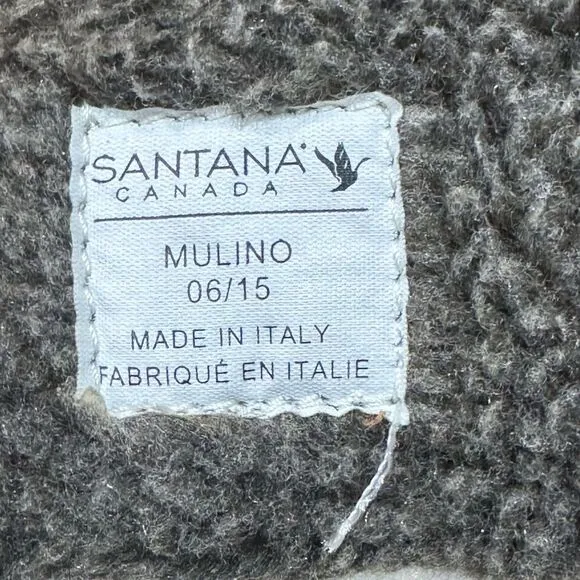 SANTANA
CANADA
MULINO
06/15
MADE IN ITALY
FABRIQUÉ EN ITALIE